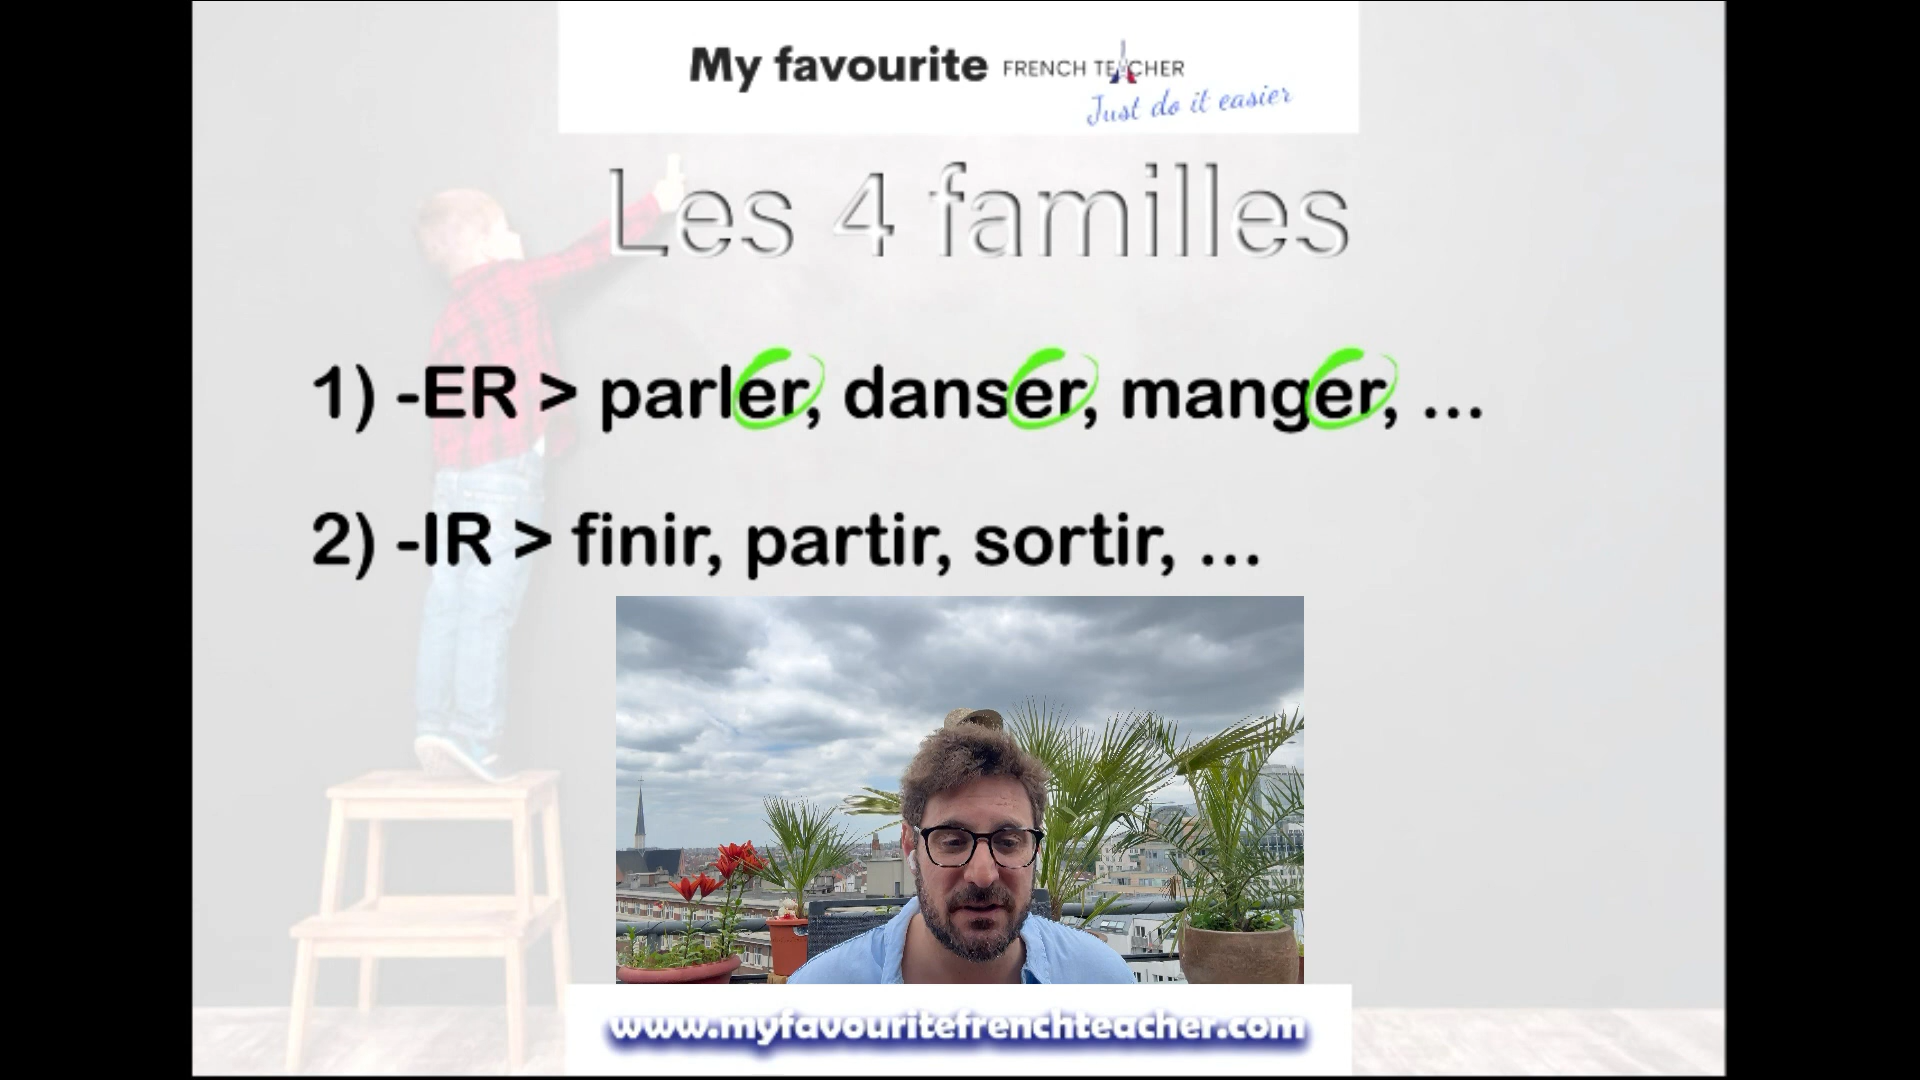 My favourite FRENCH TEACHER
Just do it easier
Les 4 familles
1) -ER > parler, danser, manger, ...
2) -IR > finir, partir, sortir, ...
www.myfavouritefrenchteacher.com